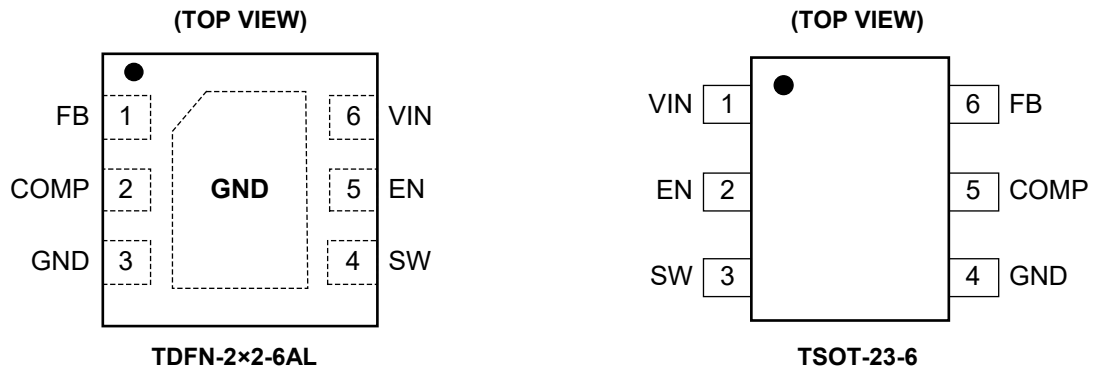 (TOP VIEW)
FB 1 6 VIN
COMP 2 GND 5 EN
GND 3 4 SW
TDFN-2×2-6AL
(TOP VIEW)
VIN 1 6 FB
EN 2 5 COMP
SW 3 4 GND
TSOT-23-6